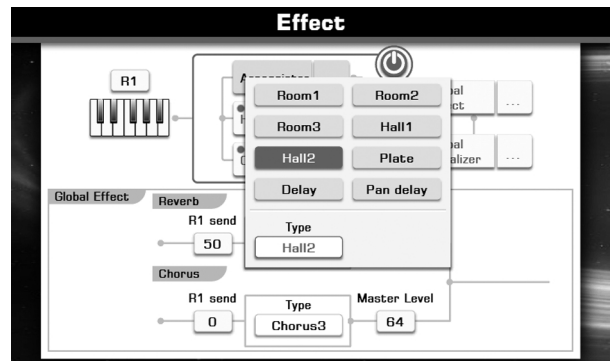 Effect
R1
Room1
Room2
Room3
Hall1
Hall2
Plate
Delay
Pan delay
Type
Hall2
...
...
Global Effect
Reverb
R1 send
50
Chorus
R1 send
0
Type
Chorus3
Master Level
64